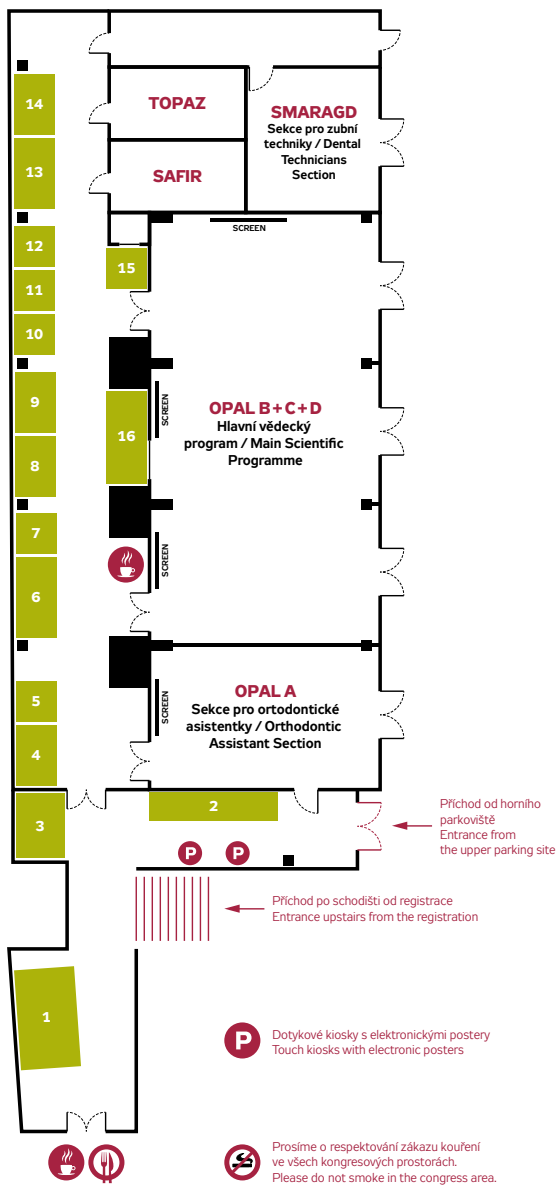 14
TOPAZ
SMARAGD
Sekce pro zubní
techniky / Dental
Technicians
Section
13
SAFIR
SCREEN
12
15
11
10
9
SCREEN
OPAL B+C+D
Hlavní vědecký
program / Main Scientific
Programme
16
8
7
SCREEN
6
5
SCREEN
OPAL A
Sekce pro ortodontické
asistentky / Orthodontic
Assistant Section
4
2
3
Příchod od horního
parkoviště
Entrance from
the upper parking site
P
P
Příchod po schodišti od registrace
Entrance upstairs from the registration
1
P
Dotykové kiosky s elektronickými postery
Touch kiosks with electronic posters
Prosíme o respektování zákazu kouření
ve všech kongresových prostorách.
Please do not smoke in the congress area.